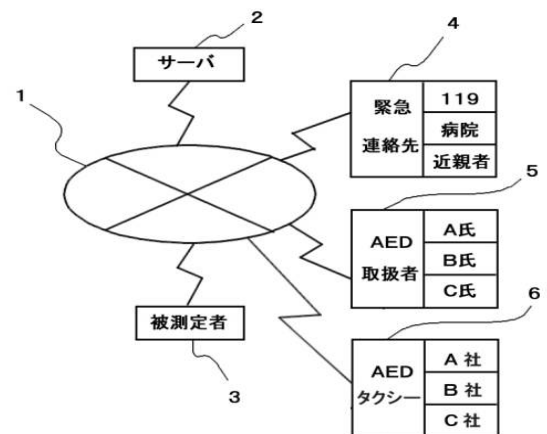 2
サーバ
4
1
緊急
連絡先
119
病院
近親者
5
AED
取扱者
A氏
B氏
C氏
被測定者
3
6
AED
タクシー
A 社
B 社
C 社